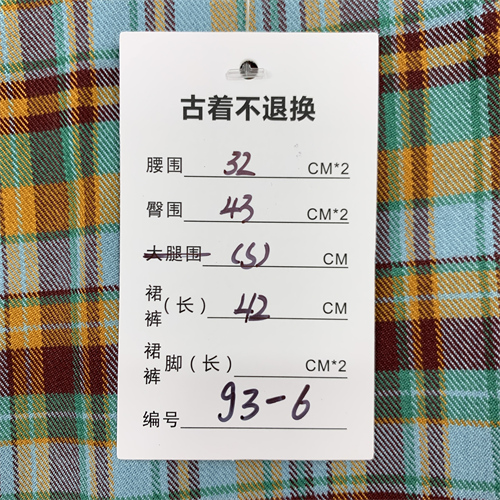 古着不退换
腰围 32 CM*2
臀围 43 CM*2
大腿围 (S) CM
裙裤(长) 42 CM
裙裤 脚(长) CM*2
编号 93-6